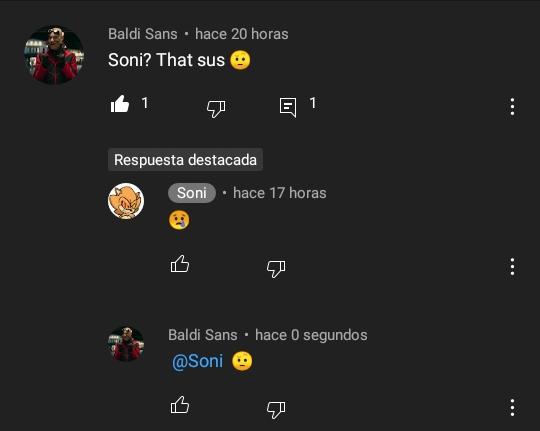 Baldi Sans • hace 20 horas
Soni? That sus 🤨
1 1
Respuesta destacada
Soni • hace 17 horas
😢
Baldi Sans • hace 0 segundos
@Soni 🤨